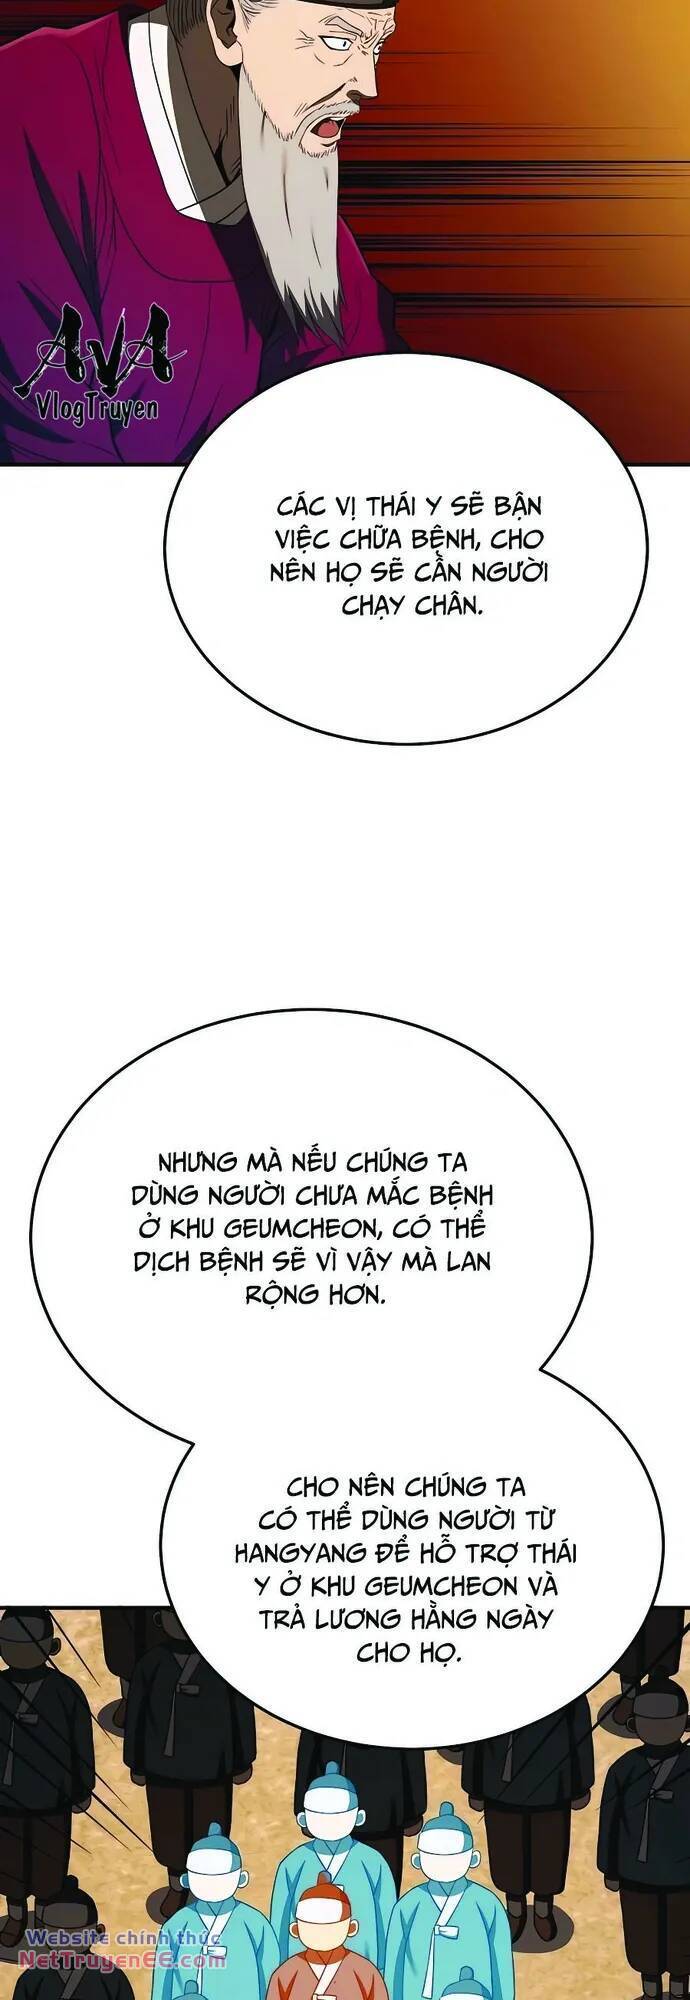 AVA
VlogTruyen
CÁC VỊ THÁI Y SẼ BẬN
VIỆC CHỮA BỆNH, CHO
NÊN HỌ SẼ CẦN NGƯỜI
CHẠY CHÂN.
NHƯNG MÀ NẾU CHÚNG TA
DÙNG NGƯỜI CHƯA MẮC BỆNH
Ở KHU GEUMCHEON, CÓ THỂ
DỊCH BỆNH SẼ VÌ VẬY MÀ LAN
RỘNG HƠN.
CHO NÊN CHÚNG TA
CÓ THỂ DÙNG NGƯỜI TỪ
HANGYANG ĐỂ HỖ TRỢ THÁI
Y Ở KHU GEUMCHEON VÀ
TRẢ LƯƠNG HẰNG NGÀY
CHO HỌ.
Website chính thức
NetTruyenEE.com